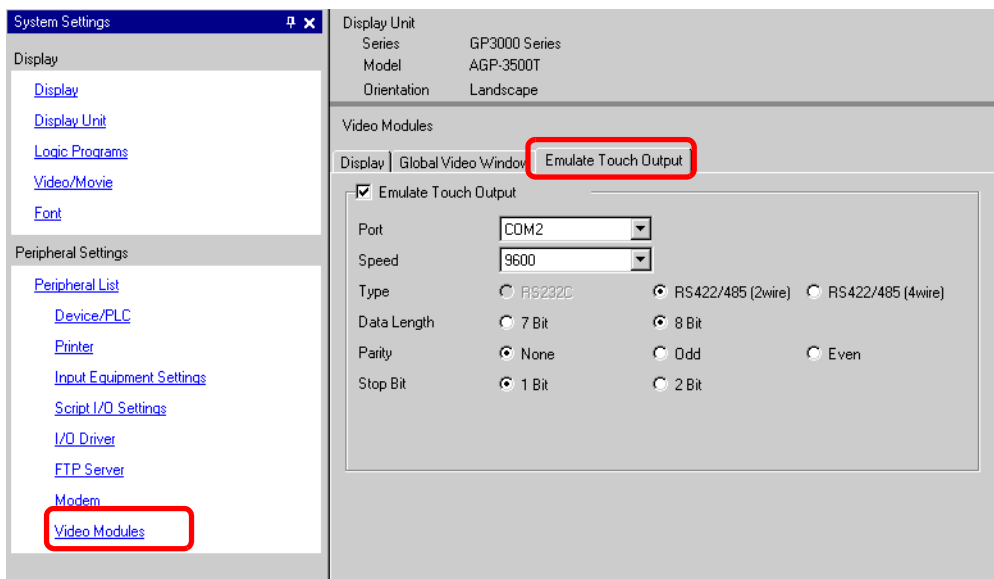 System Settings
Display
Display
Display Unit
Logic Programs
Video/Movie
Font
Peripheral Settings
Peripheral List
Device/PLC
Printer
Input Equipment Settings
Script I/O Settings
I/O Driver
FTP Server
Modem
Video Modules
Display Unit
Series GP3000 Series
Model AGP-3500T
Orientation Landscape
Video Modules
Display Global Video Window Emulate Touch Output
Emulate Touch Output
Port COM2
Speed 9600
Type RS232C RS422/485 (2wire) RS422/485 (4wire)
Data Length 7 Bit 8 Bit
Parity None Odd Even
Stop Bit 1 Bit 2 Bit